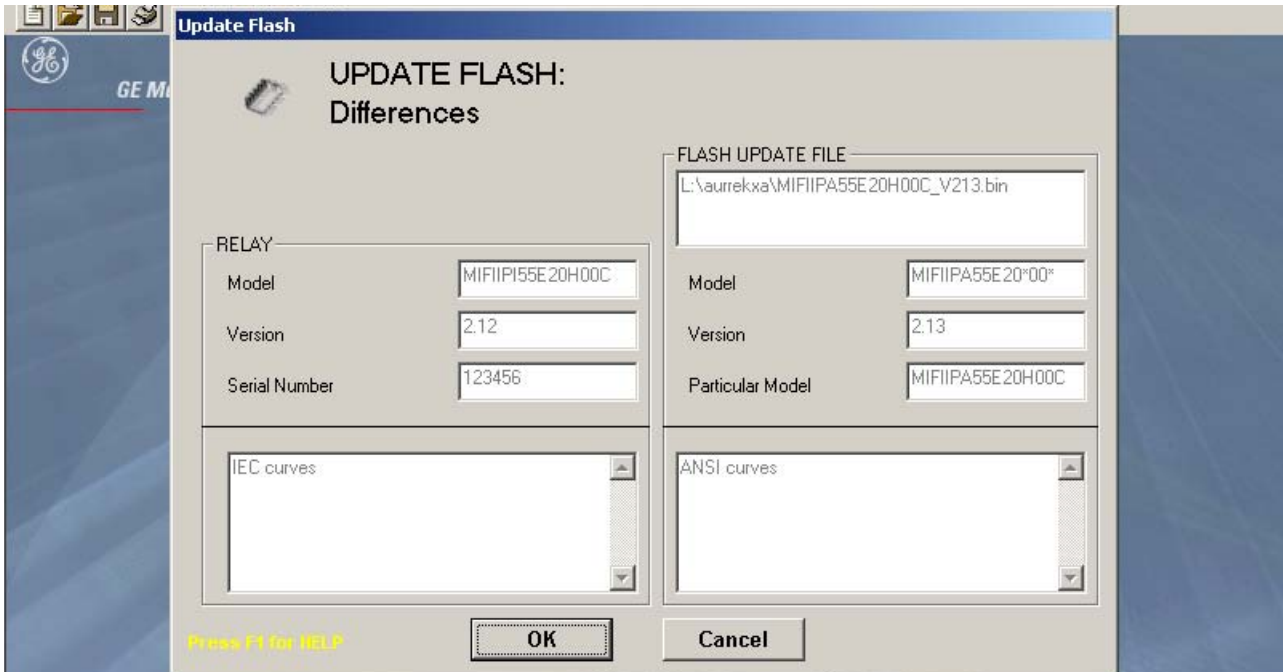 Update Flash
GE
GE M
UPDATE FLASH:
Differences
FLASH UPDATE FILE
L:\aurrekxa\MIFIIPA55E20H00C_V213.bin
RELAY
Model
MIFIIPI55E20H00C
Version
2.12
Serial Number
123456
IEC curves
Model
MIFIIPA55E20*00*
Version
2.13
Particular Model
MIFIIPA55E20H00C
ANSI curves
Press F1 for HELP
OK
Cancel